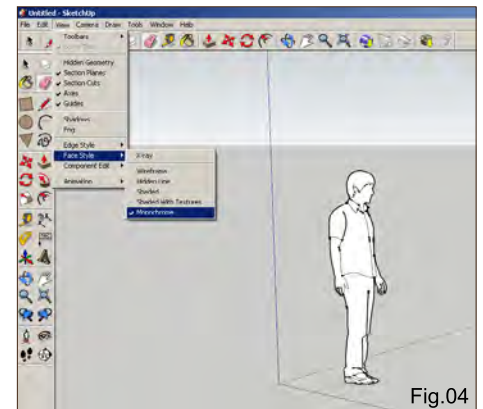 Untitled - SketchUp
File Edit View Camera Draw Tools Window Help
Toolbars
Hidden Geometry
Section Planes
Section Cuts
Axes
Guides
Shadows
Fog
Edge Style
Face Style
Component Edit
Animation
X-ray
Wireframe
Hidden Line
Shaded
Shaded With Textures
Monochrome
Fig.04